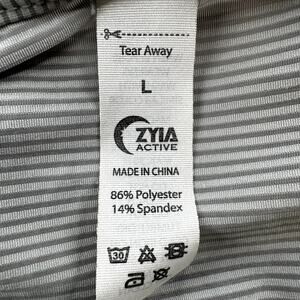 Tear Away
L
ZYIA
ACTIVE
MADE IN CHINA
86% Polyester
14% Spandex
30